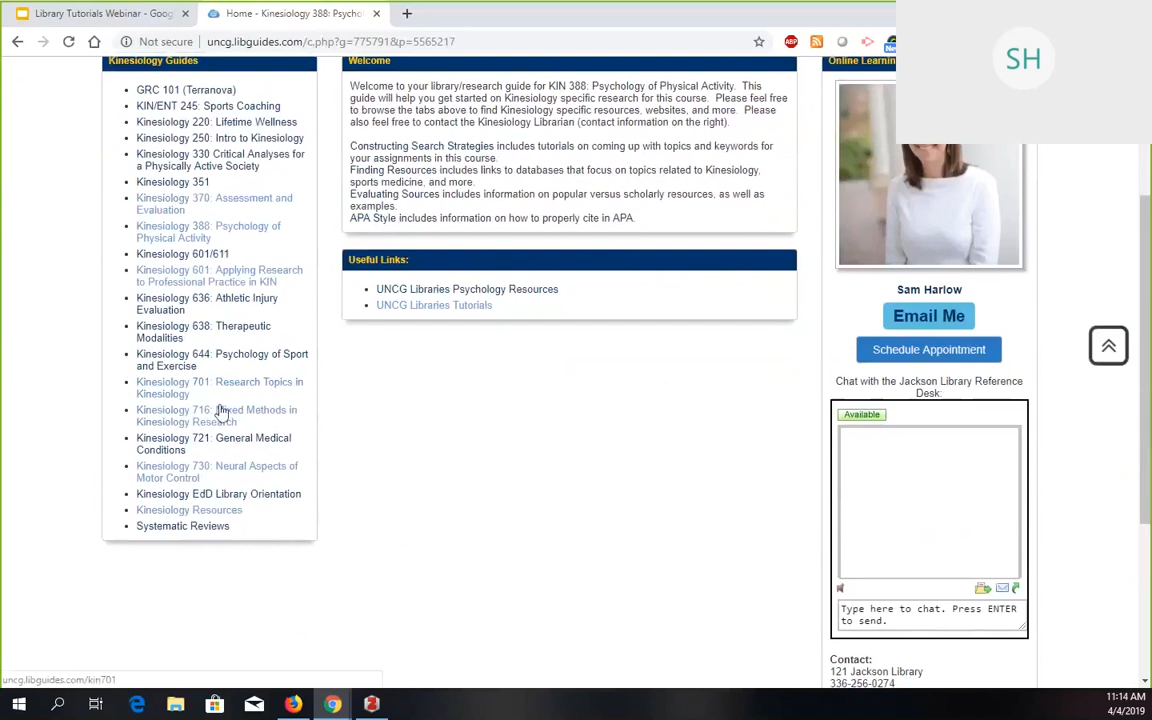 Library Tutorials Webinar - Goog
Home - Kinesiology 388: Psychol
Not secure
uncg.libguides.com/c.php?g=775791&p=5565217
ABP
New
SH
Kinesiology Guides
GRC 101 (Terranova)
KIN/ENT 245: Sports Coaching
Kinesiology 220: Lifetime Wellness
Kinesiology 250: Intro to Kinesiology
Kinesiology 330 Critical Analyses for
a Physically Active Society
Kinesiology 351
Kinesiology 370: Assessment and
Evaluation
Kinesiology 388: Psychology of
Physical Activity
Kinesiology 601/611
Kinesiology 601: Applying Research
to Professional Practice in KIN
Kinesiology 636: Athletic Injury
Evaluation
Kinesiology 638: Therapeutic
Modalities
Kinesiology 644: Psychology of Sport
and Exercise
Kinesiology 701: Research Topics in
Kinesiology
Kinesiology 716: Mixed Methods in
Kinesiology Research
Kinesiology 721: General Medical
Conditions
Kinesiology 730: Neural Aspects of
Motor Control
Kinesiology EdD Library Orientation
Kinesiology Resources
Systematic Reviews
Welcome
Welcome to your library/research guide for KIN 388: Psychology of Physical Activity. This
guide will help you get started on Kinesiology specific research for this course. Please feel free
to browse the tabs above to find Kinesiology specific resources, websites, and more. Please
also feel free to contact the Kinesiology Librarian (contact information on the right).
Constructing Search Strategies includes tutorials on coming up with topics and keywords for
your assignments in this course.
Finding Resources includes links to databases that focus on topics related to Kinesiology,
sports medicine, and more.
Evaluating Sources includes information on popular versus scholarly resources, as well as
examples.
APA Style includes information on how to properly cite in APA.
Useful Links:
UNCG Libraries Psychology Resources
UNCG Libraries Tutorials
Online Learnin
Sam Harlow
Email Me
Schedule Appointment
Chat with the Jackson Library Reference
Desk:
Available
Type here to chat. Press ENTER
to send.
Contact:
121 Jackson Library
336-256-0274
uncg.libguides.com/kin701
11:14 AM
4/4/2019